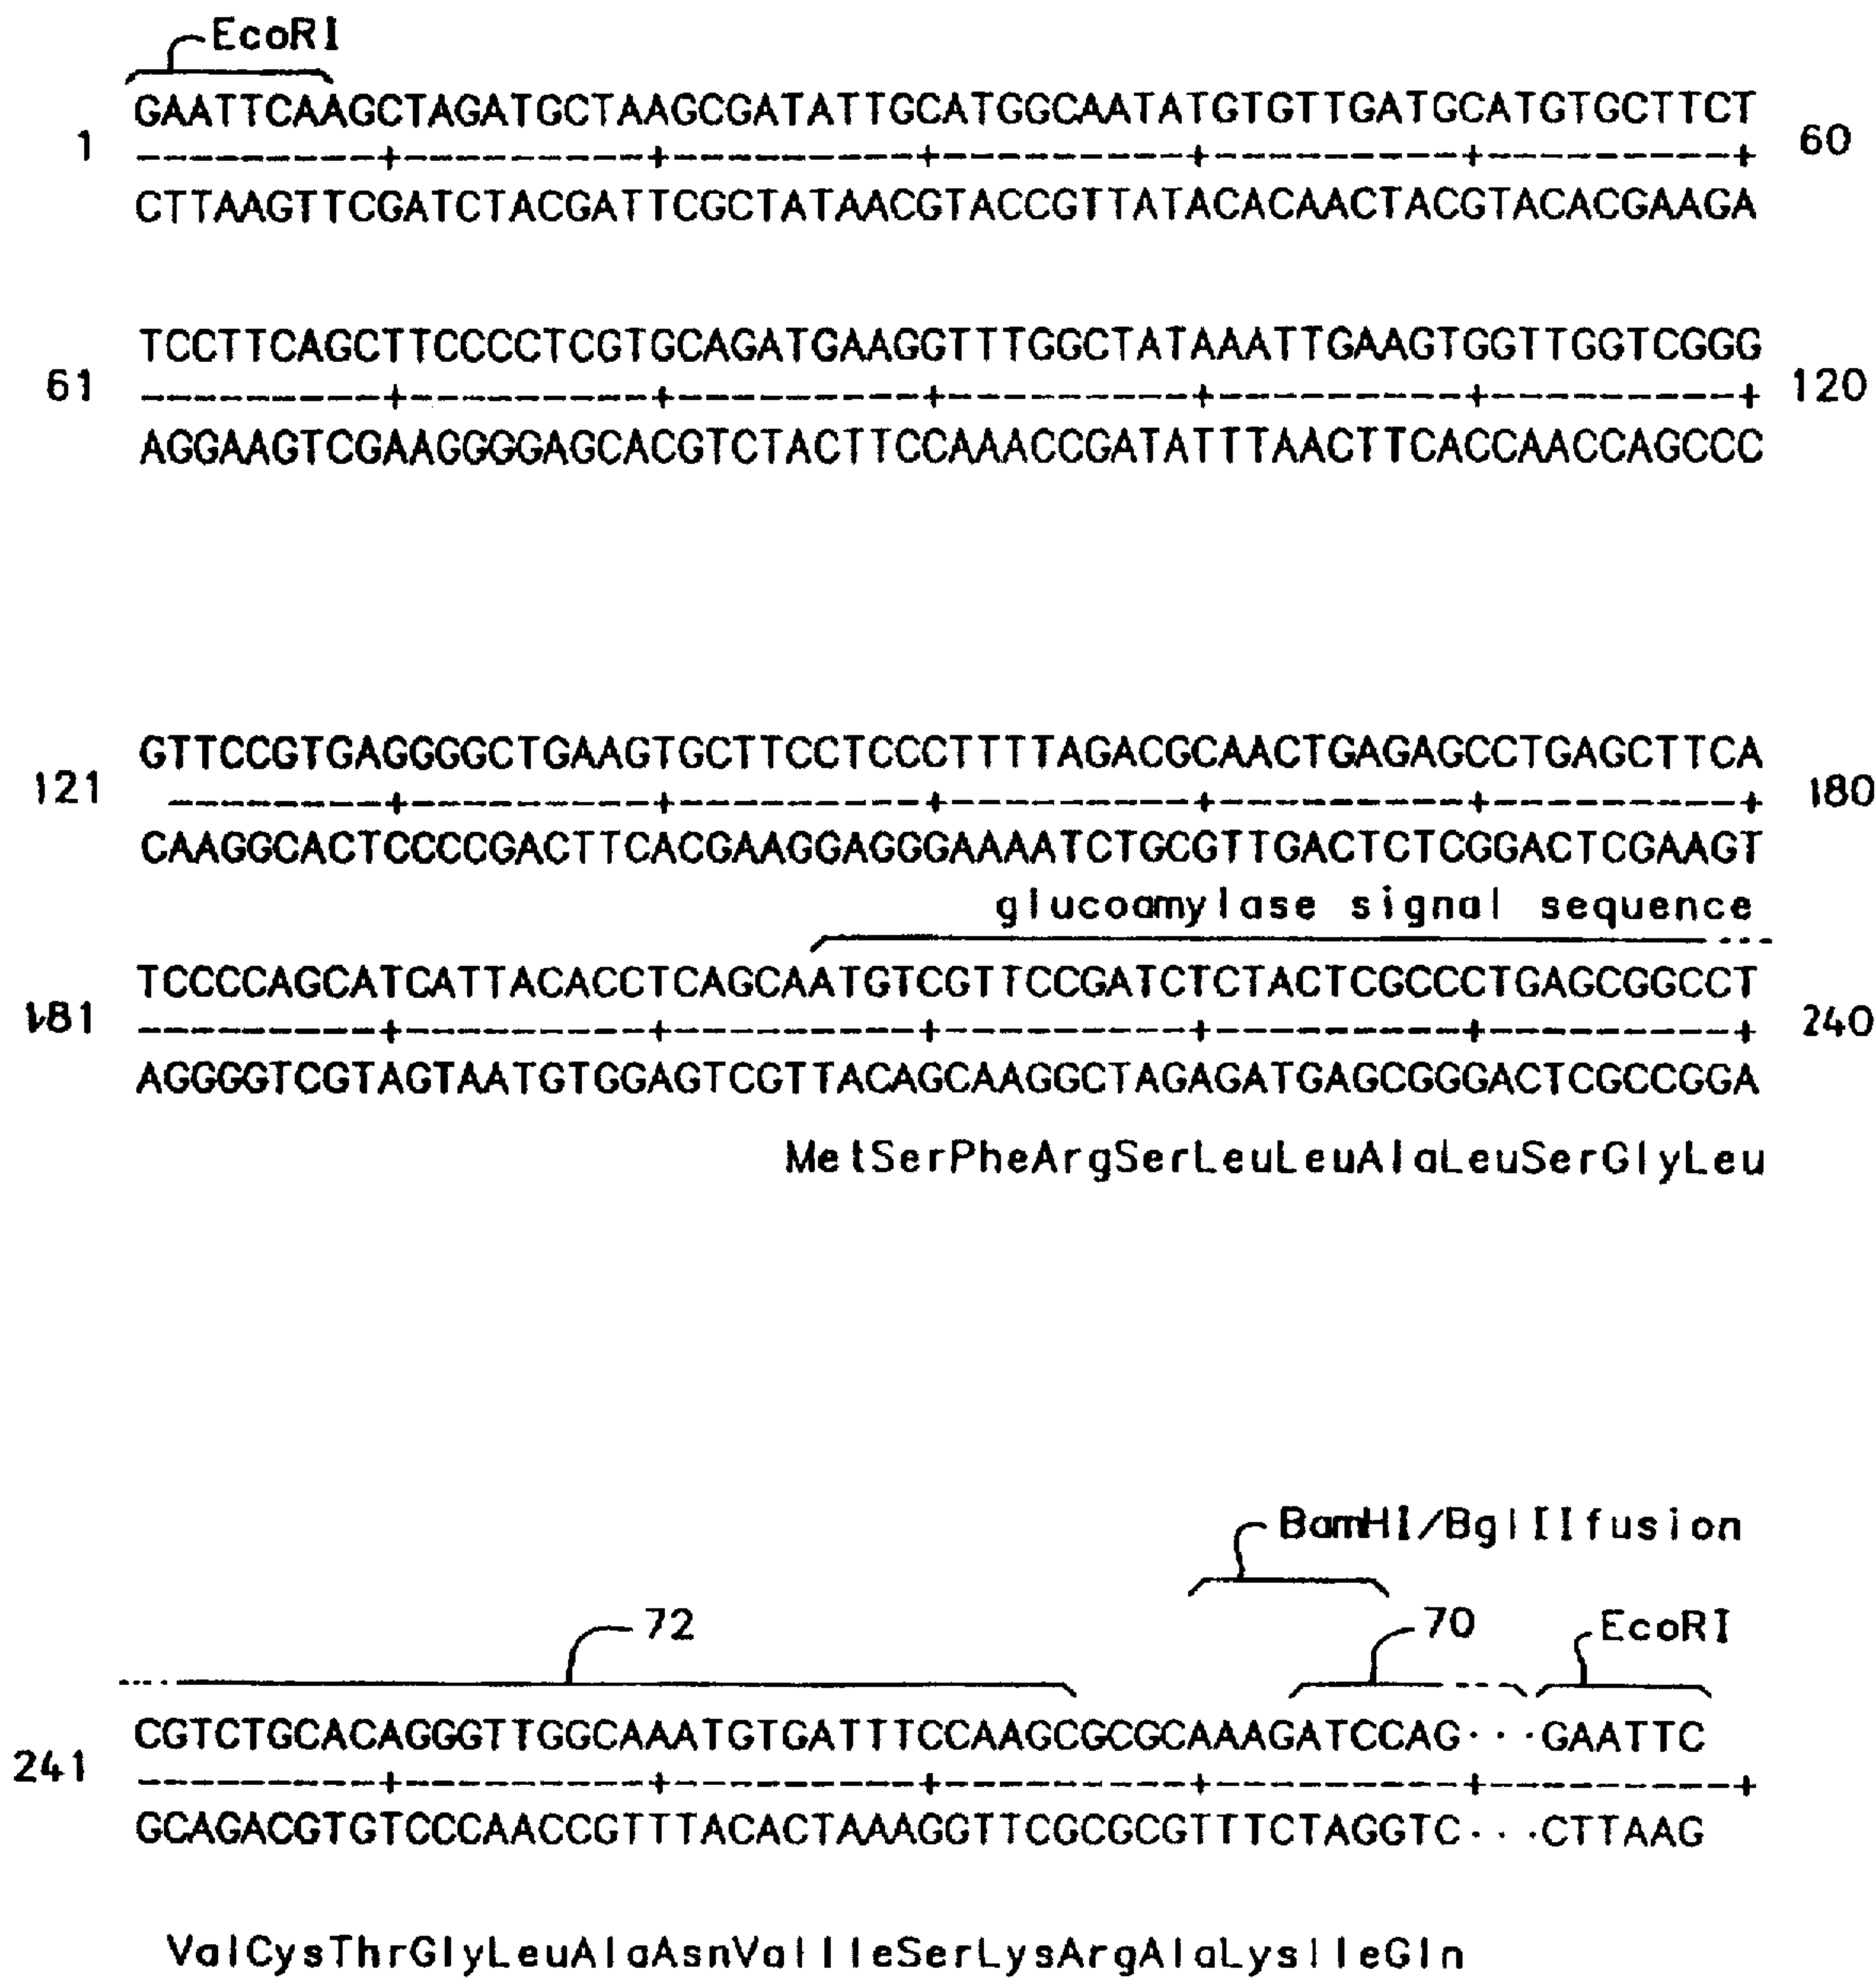 EcoRI
GAATTCAAGCTAGATGCTAAGCGATATTGCATGGCAATATGTGTTGATGCATGTGCTTCT
1 ---------+---------+---------+---------+---------+---------+ 60
CTTAAGTTCGATCTACGATTCGCTATAACGTACCGTTATACACAACTACGTACACGAAGA
TCCTTCAGCTTCCCCTCGTGCAGATGAAGGTTTGGCTATAAATTGAAGTGGTTGGTCGGG
61 ---------+---------+---------+---------+---------+---------+ 120
AGGAAGTCGAAGGGGAGCACGTCTACTTCCAAACCGATATTTAACTTCACCAACCAGCCC
GTTCCGTGAGGGGCTGAAGTGCTTCCTCCCTTTTAGACGCAACTGAGAGCCTGAGCTTCA
121 ---------+---------+---------+---------+---------+---------+ 180
CAAGGCACTCCCCGACTTCACGAAGGAGGGAAAATCTGCGTTGACTCTCGGACTCGAAGT
glucoamylase signal sequence
TCCCCAGCATCATTACACCTCAGCAATGTCGTTCCGATCTCTACTCGCCCTGAGCGGCCT
181 ---------+---------+---------+---------+---------+---------+ 240
AGGGGTCGTAGTAATGTGGAGTCGTTACAGCAAGGCTAGAGATGAGCGGGACTCGCCGGA
MetSerPheArgSerLeuLeuAlaLeuSerGlyLeu
BamHI/BglIIfusion
72 70 EcoRI
CGTCTGCACAGGGTTGGCAAATGTGATTTCCAAGCGCGCAAAGATCCAG···GAATTC
241 ---------+---------+---------+---------+---------+---------+
GCAGACGTGTCCCAACCGTTTACACTAAAGGTTCGCGCGTTTCTAGGTC···CTTAAG
ValCysThrGlyLeuAlaAsnValIleSerLysArgAlaLysIleGln